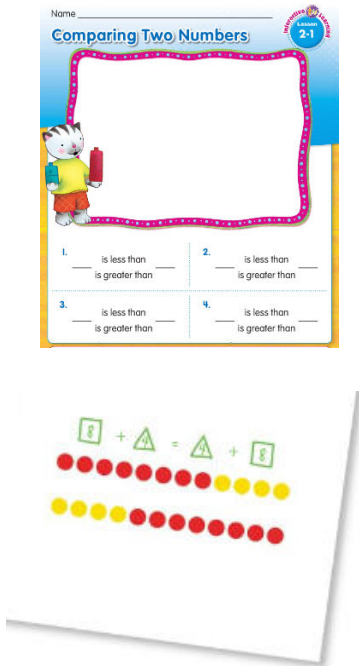 Name
Interactive Learning
Lesson
2-1
Comparing Two Numbers
1. is less than
is greater than
2. is less than
is greater than
3. is less than
is greater than
4. is less than
is greater than
8 + 4 = 4 + 8